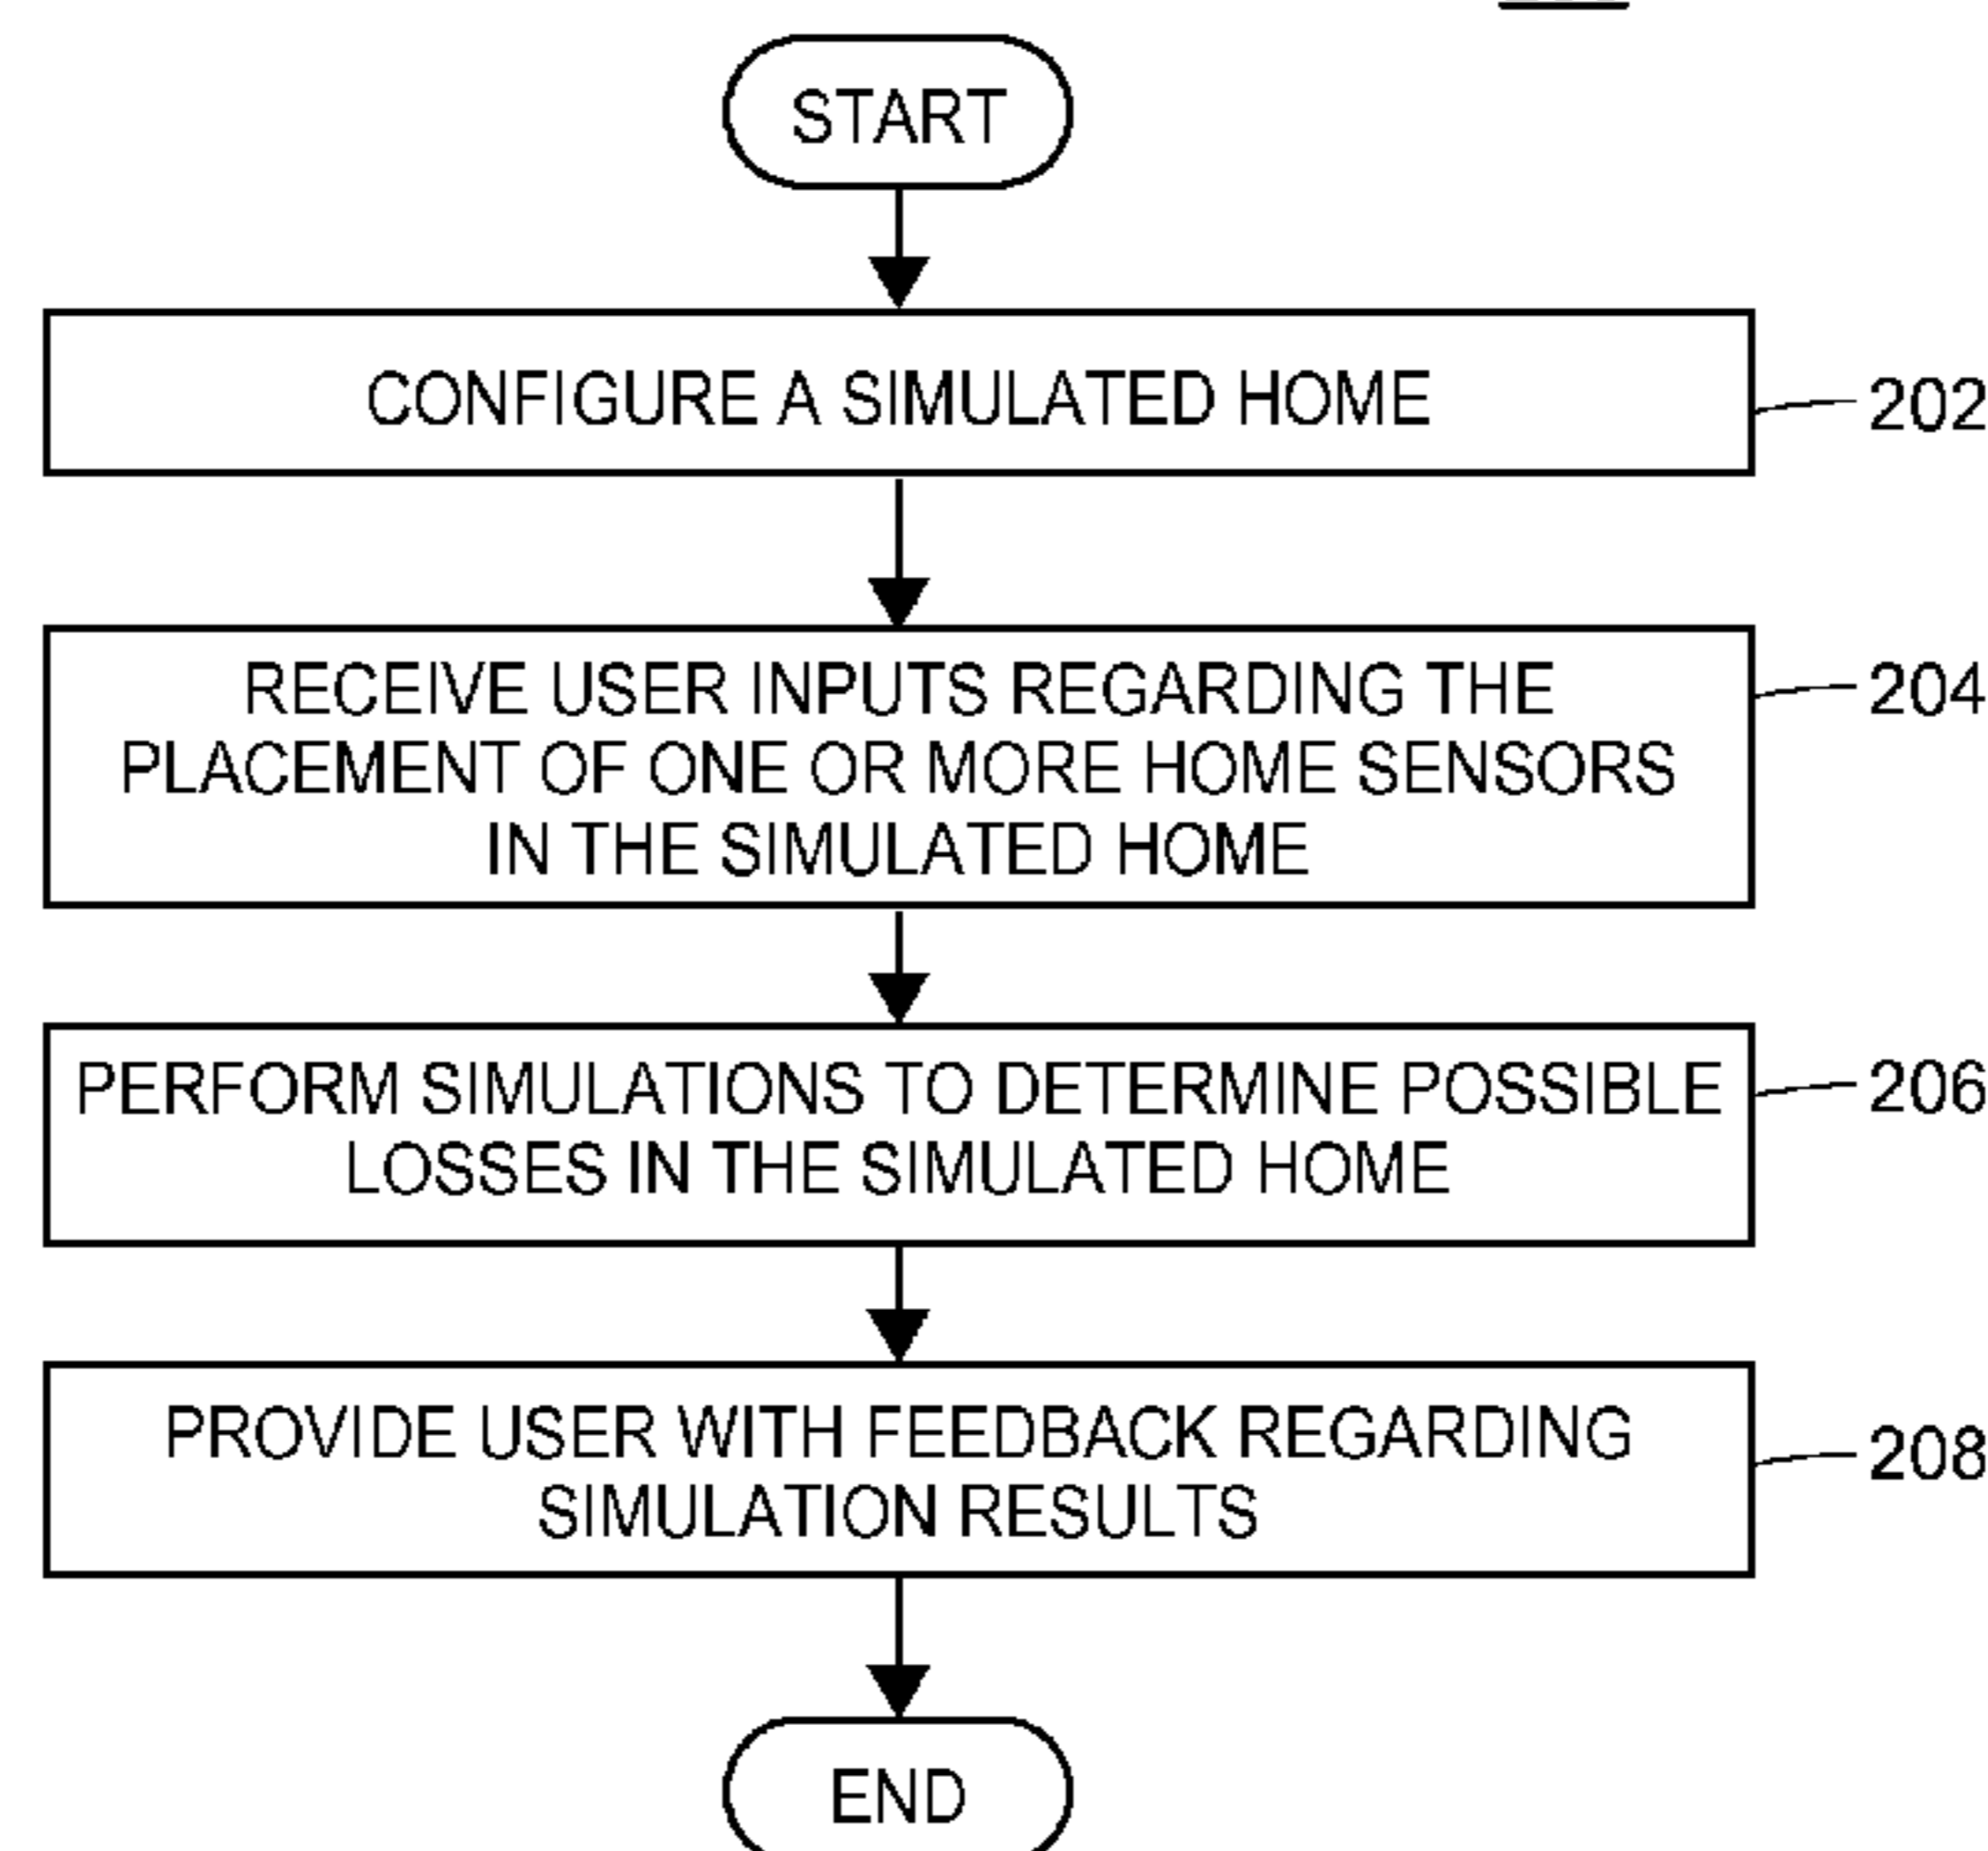 START
CONFIGURE A SIMULATED HOME
202
RECEIVE USER INPUTS REGARDING THE
PLACEMENT OF ONE OR MORE HOME SENSORS
IN THE SIMULATED HOME
204
PERFORM SIMULATIONS TO DETERMINE POSSIBLE
LOSSES IN THE SIMULATED HOME
206
PROVIDE USER WITH FEEDBACK REGARDING
SIMULATION RESULTS
208
END